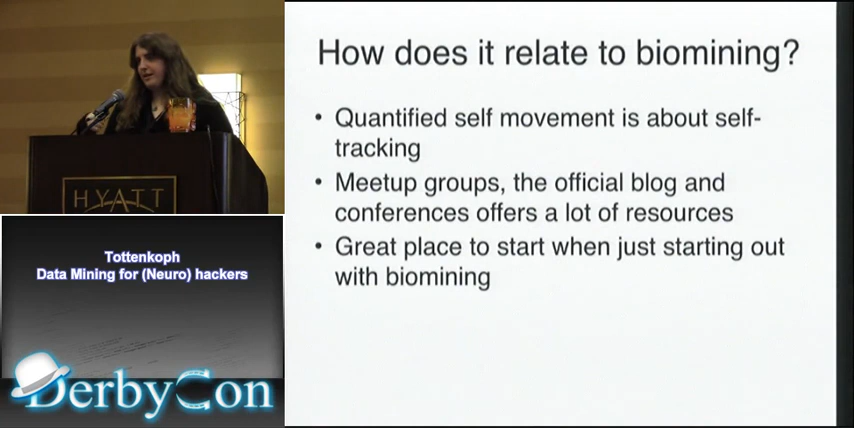 HYATT
Tottenkoph
Data Mining for (Neuro) hackers
DerbyCon
How does it relate to biomining?
• Quantified self movement is about self-
tracking
• Meetup groups, the official blog and
conferences offers a lot of resources
• Great place to start when just starting out
with biomining